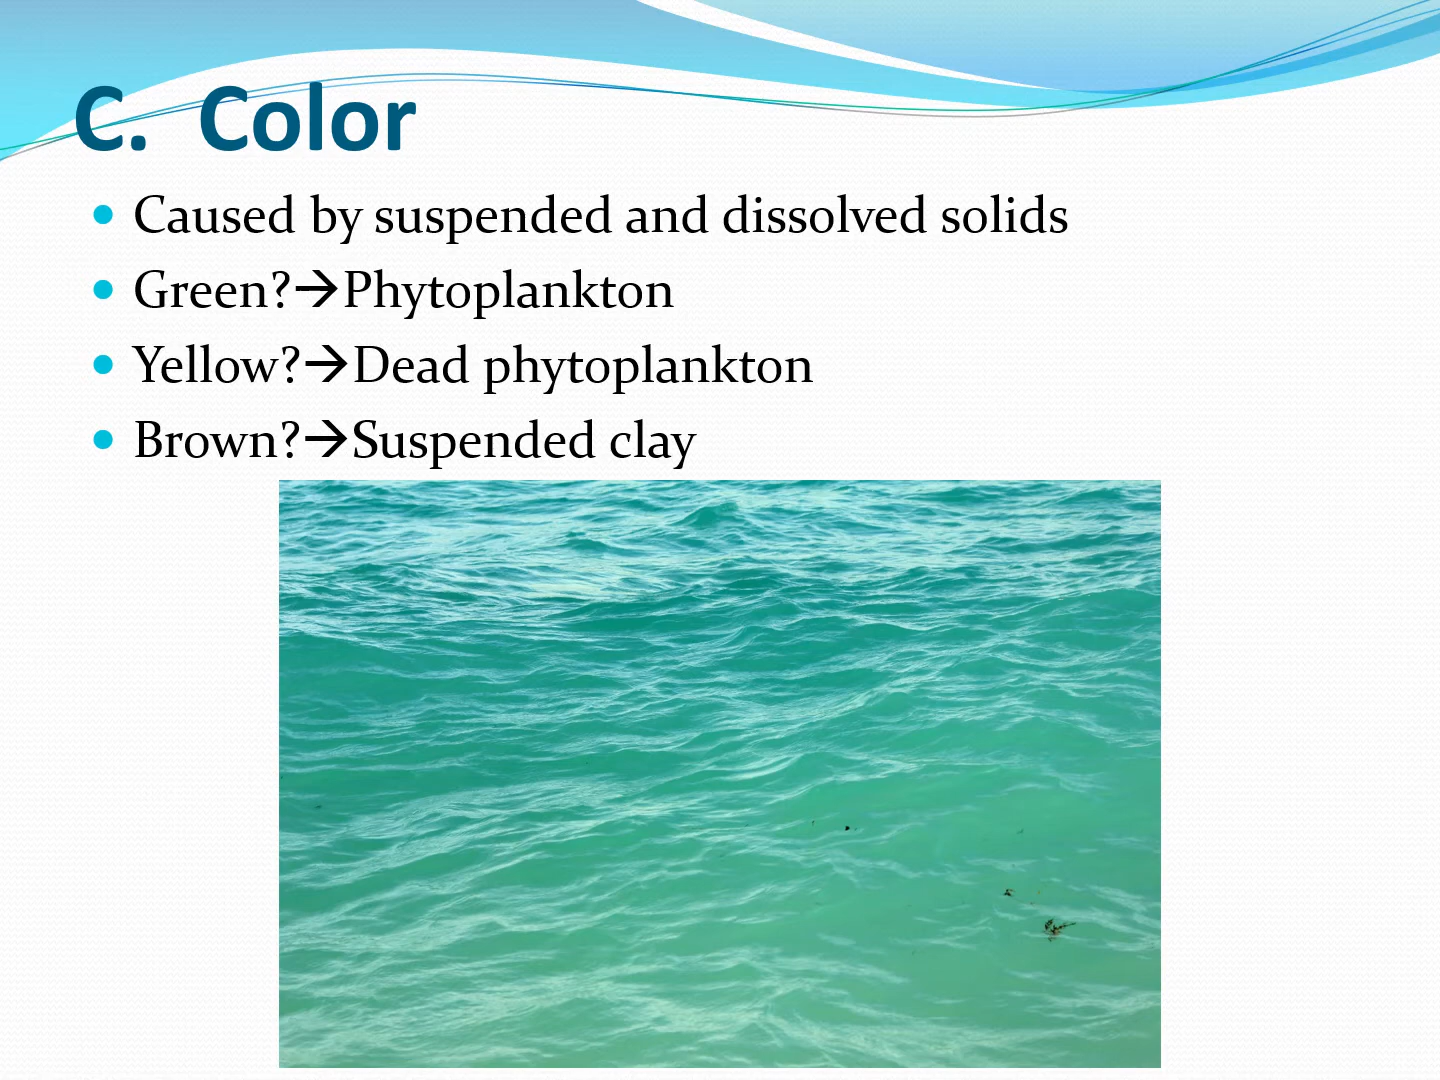 C. Color
• Caused by suspended and dissolved solids
• Green?→Phytoplankton
• Yellow?→Dead phytoplankton
• Brown?→Suspended clay